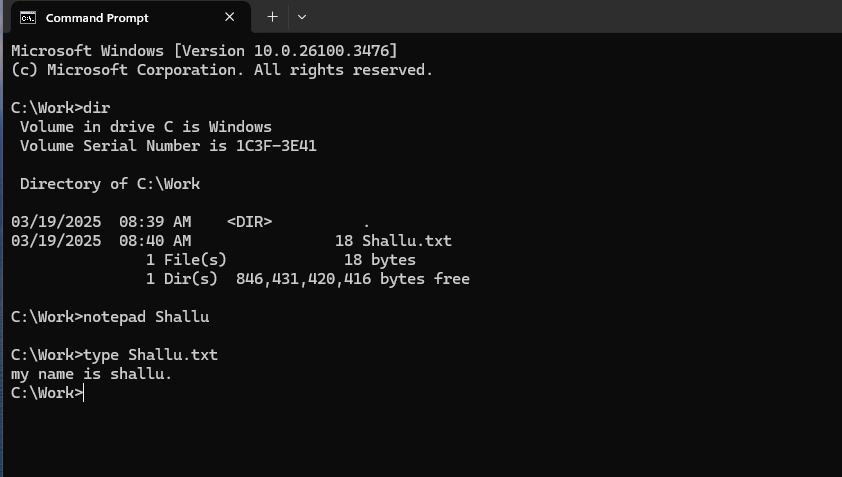 Command Prompt
Microsoft Windows [Version 10.0.26100.3476]
(c) Microsoft Corporation. All rights reserved.
C:\Work>dir
Volume in drive C is Windows
Volume Serial Number is 1C3F-3E41
Directory of C:\Work
03/19/2025  08:39 AM    <DIR>          .
03/19/2025  08:40 AM                18 Shallu.txt
1 File(s)             18 bytes
1 Dir(s)  846,431,420,416 bytes free
C:\Work>notepad Shallu
C:\Work>type Shallu.txt
my name is shallu.
C:\Work>